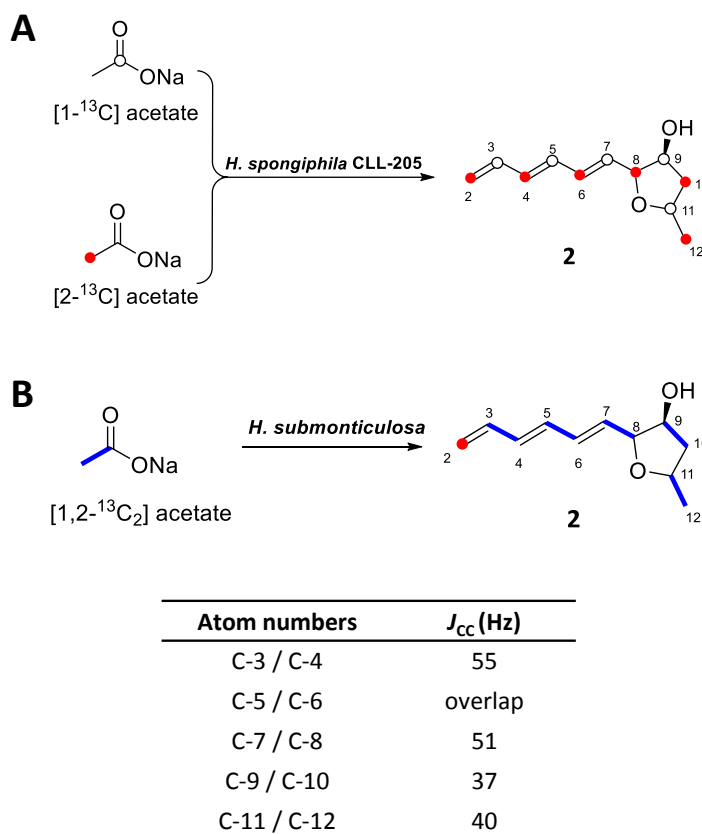 A
O
ONa
[1-¹³C] acetate
O
ONa
[2-¹³C] acetate
H. spongiphila CLL-205
OH
2
3
4
5
6
7
8
9
1
11
12
O
2
B
O
ONa
[1,2-¹³C₂] acetate
H. submonticulosa
OH
2
3
4
5
6
7
8
9
11
12
O
2
Atom numbers JCC (Hz)
C-3 / C-4 55
C-5 / C-6 overlap
C-7 / C-8 51
C-9 / C-10 37
C-11 / C-12 40